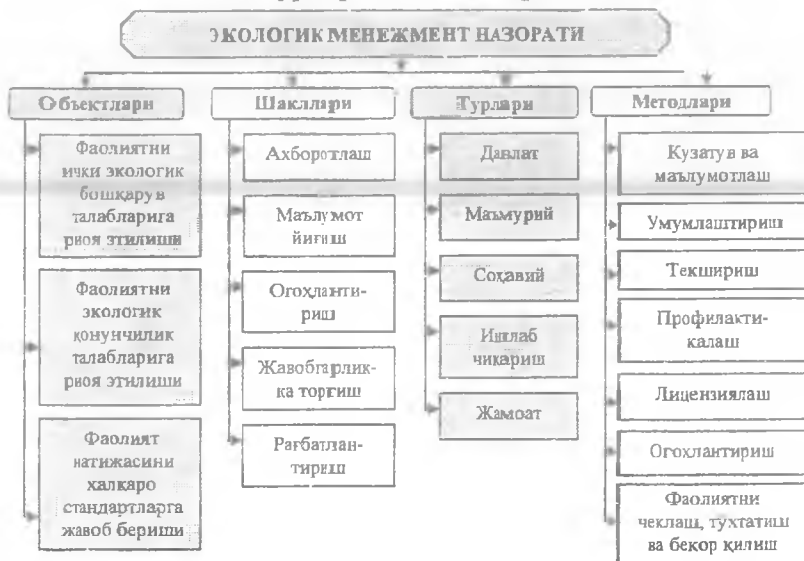 ЭКОЛОГИК МЕНЕЖМЕНТ НАЗОРАТИ
Объектлари
Фаолиятни
ички экологик
бошқарув
талабларига
риоя этилиши
Фаолиятни
экологик
қонунчилик
талабларига
риоя этилиши
Фаолият
натижасини
халқаро
стандартларга
жавоб бериши
Шакллари
Ахборотлаш
Маълумот
йиғиш
Огоҳланти-
риш
Жавобгарлик-
ка тортиш
Рағбатлан-
тириш
Турлари
Давлат
Маъмурий
Соҳавий
Ишлаб
чиқариш
Жамоат
Методлари
Кузатув ва
маълумотлаш
Умумлаштириш
Текшириш
Профилакти-
калаш
Лицензиялаш
Огохлантириш
Фаолиятни
чеклаш, тухтатиш
ва бекор қилиш